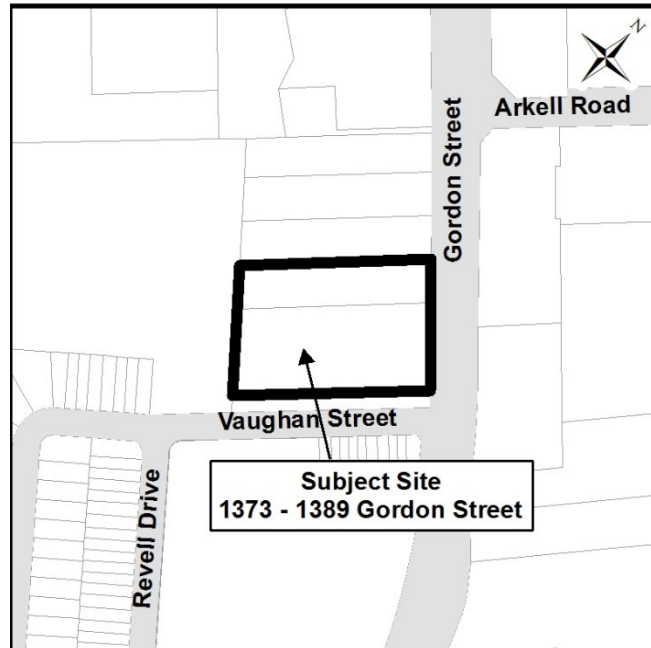 N
Arkell Road
Gordon Street
Vaughan Street
Subject Site
1373 - 1389 Gordon Street
Revell Drive